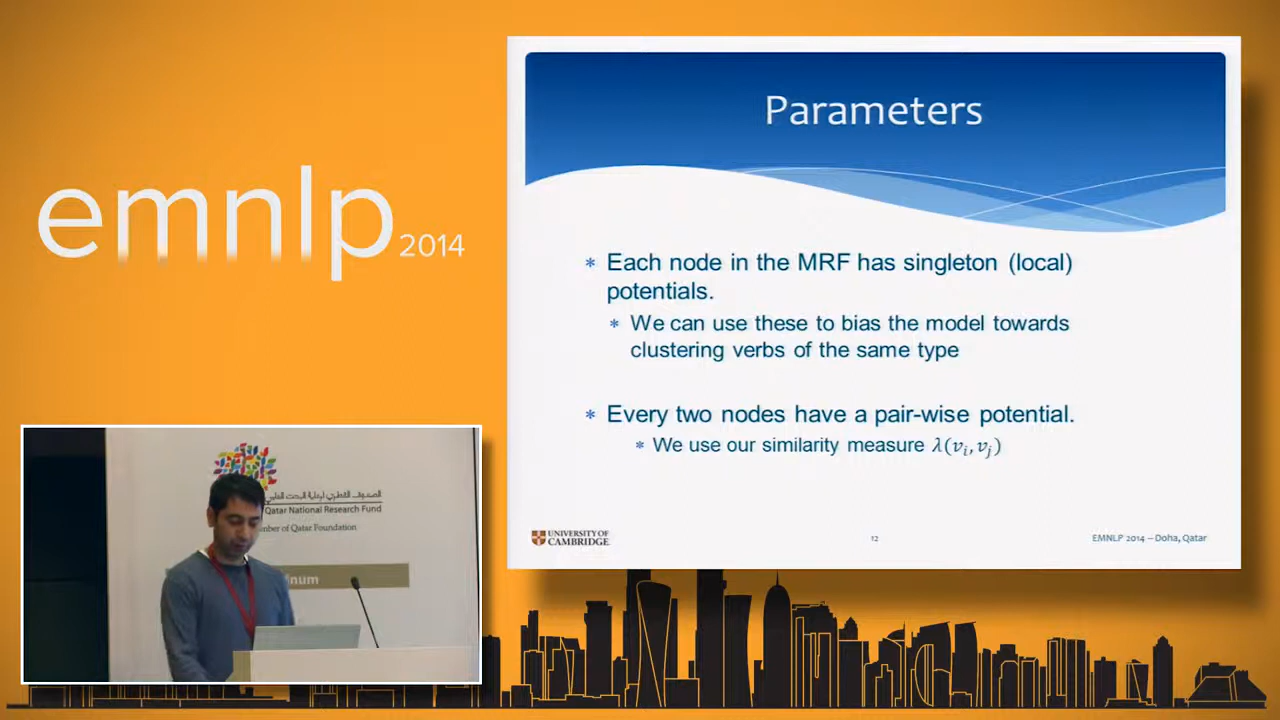 emnlp 2014
Parameters
* Each node in the MRF has singleton (local)
potentials.
* We can use these to bias the model towards
clustering verbs of the same type
* Every two nodes have a pair-wise potential.
* We use our similarity measure λ(vᵢ, vⱼ)
UNIVERSITY OF
CAMBRIDGE
12
EMNLP 2014 – Doha, Qatar
Qatar National Research Fund
of Qatar Foundation